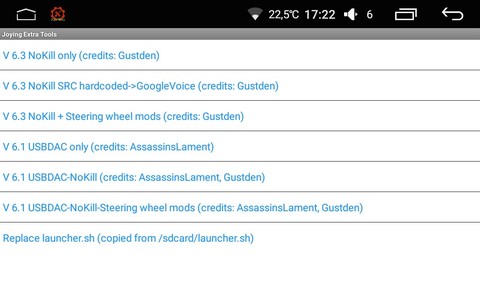 22,5°C 17:22 6
Joying Extra Tools
V 6.3 NoKill only (credits: Gustden)
V 6.3 NoKill SRC hardcoded->GoogleVoice (credits: Gustden)
V 6.3 NoKill + Steering wheel mods (credits: Gustden)
V 6.1 USBDAC only (credits: AssassinsLament)
V 6.1 USBDAC-NoKill (credits: AssassinsLament, Gustden)
V 6.1 USBDAC-NoKill-Steering wheel mods (credits: AssassinsLament, Gustden)
Replace launcher.sh (copied from /sdcard/launcher.sh)